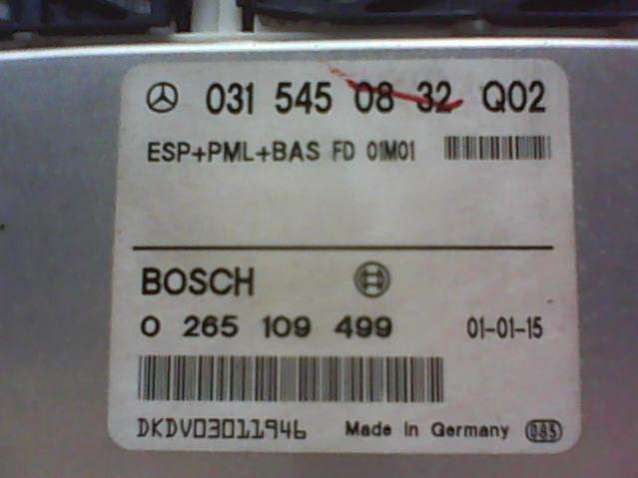 031 545 08 32 Q02
ESP+PML+BAS FD 01M01
BOSCH
0 265 109 499 01-01-15
DKDV03011946 Made in Germany 085